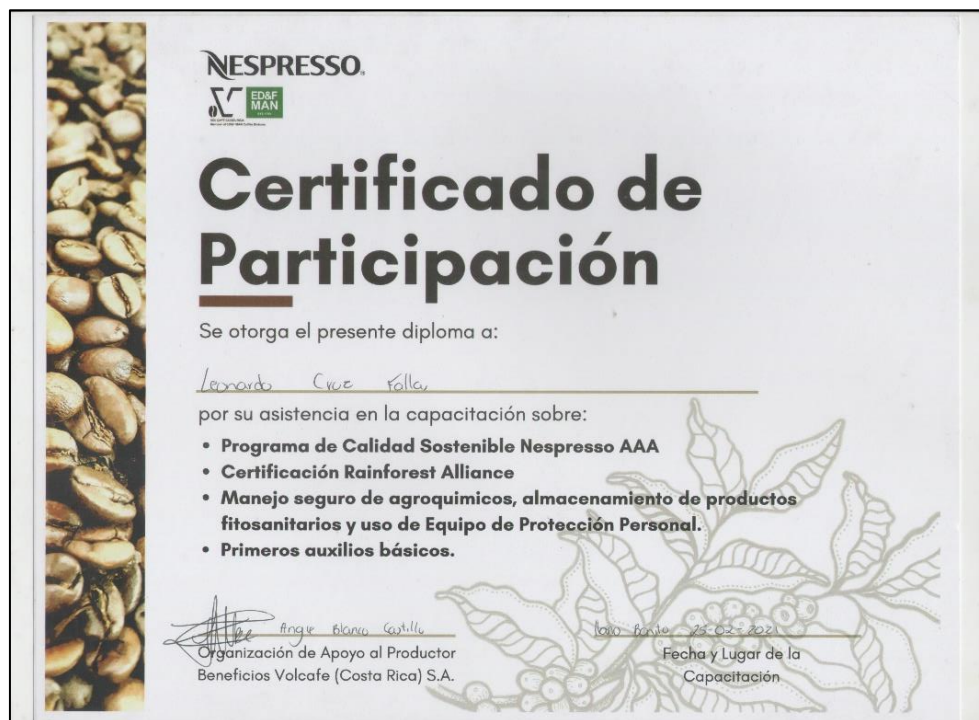 NESPRESSO.
ED&F
MAN
Certificado de
Participación
Se otorga el presente diploma a:
Leonardo Cruz Falla
por su asistencia en la capacitación sobre:
• Programa de Calidad Sostenible Nespresso AAA
• Certificación Rainforest Alliance
• Manejo seguro de agroquimicos, almacenamiento de productos
fitosanitarios y uso de Equipo de Protección Personal.
• Primeros auxilios básicos.
Angie Blanco Castillo
Organización de Apoyo al Productor
Beneficios Volcafe (Costa Rica) S.A.
Bonito 25-02-2021
Fecha y Lugar de la
Capacitación